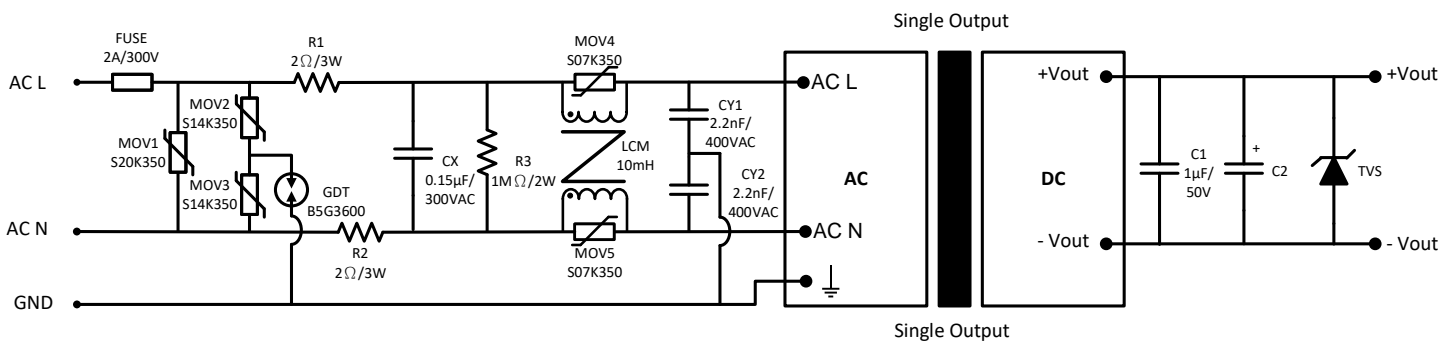 Single Output
FUSE
2A/300V
R1
2Ω/3W
MOV4
S07K350
AC L
AC L
+Vout
+Vout
MOV2
S14K350
MOV1
S20K350
CY1
2.2nF/
400VAC
LCM
10mH
CX
0.15μF/
300VAC
R3
1MΩ/2W
MOV3
S14K350
GDT
B5G3600
CY2
2.2nF/
400VAC
AC
DC
C1
1μF/
50V
+
C2
TVS
AC N
R2
2Ω/3W
MOV5
S07K350
AC N
- Vout
- Vout
GND
Single Output